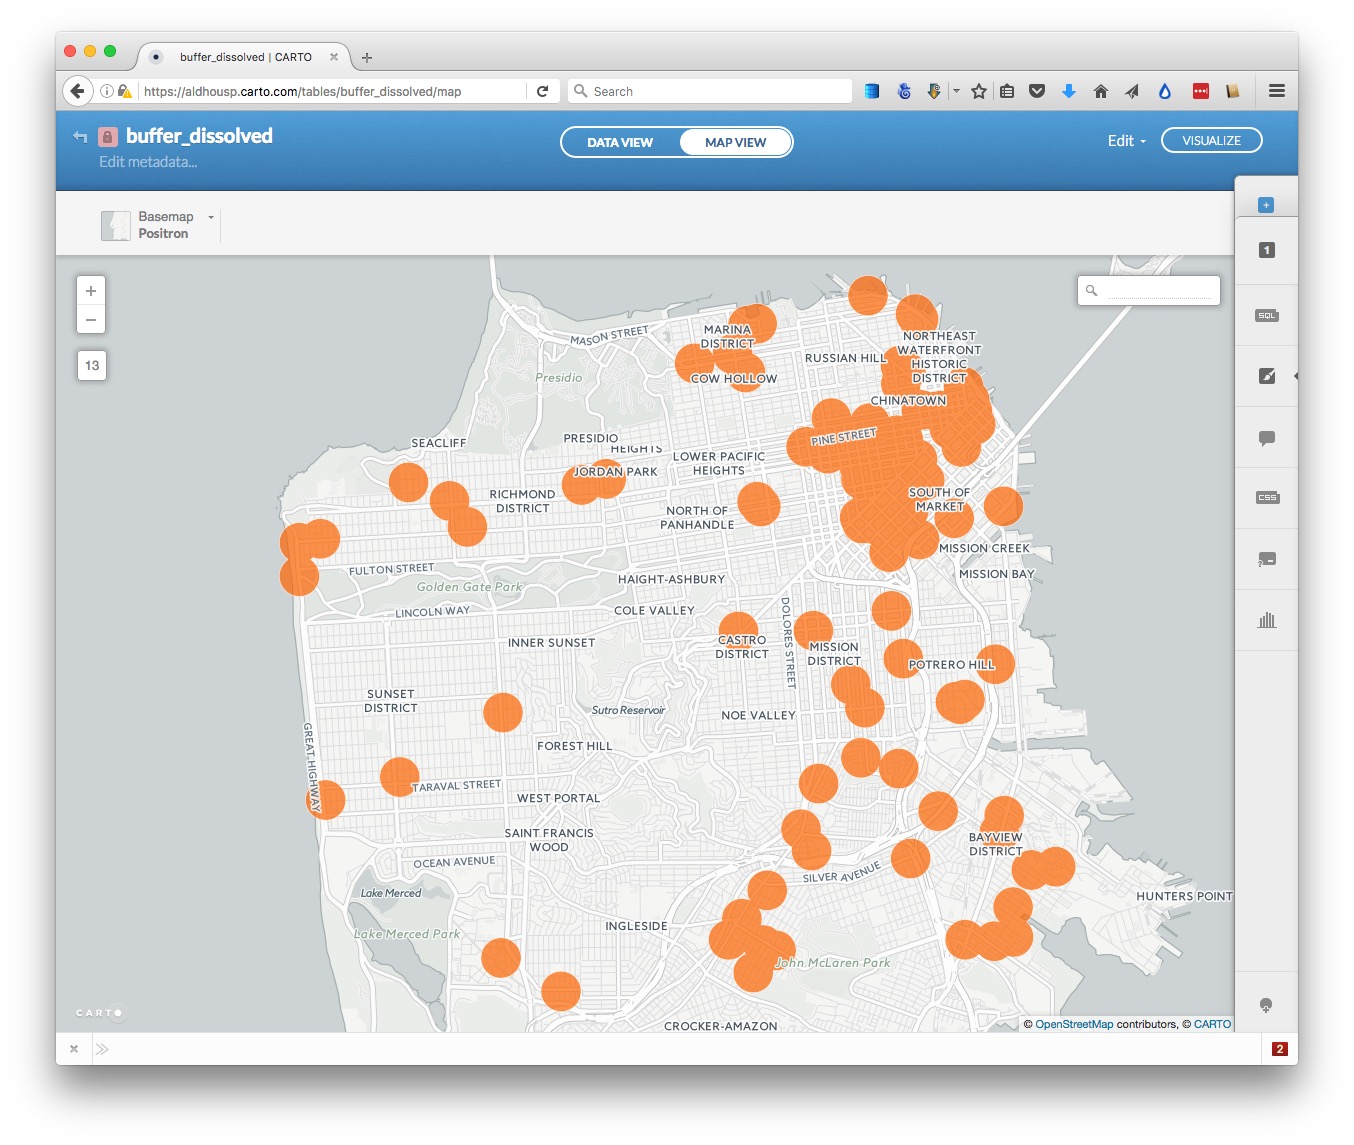 buffer_dissolved | CARTO
https://aldhousp.carto.com/tables/buffer_dissolved/map
Search
buffer_dissolved
Edit metadata...
DATA VIEW
MAP VIEW
Edit
VISUALIZE
Basemap
Positron
1
SQL
CSS
13
MASON STREET
MARINA
DISTRICT
NORTHEAST
WATERFRONT
HISTORIC
DISTRICT
RUSSIAN HILL
Presidio
COW HOLLOW
CHINATOWN
SEACLIFF
PRESIDIO
HEIGHTS
PINE STREET
LOWER PACIFIC
HEIGHTS
JORDAN PARK
RICHMOND
DISTRICT
SOUTH OF
MARKET
NORTH OF
PANHANDLE
MISSION CREEK
FULTON STREET
MISSION BAY
Golden Gate Park
HAIGHT-ASHBURY
LINCOLN WAY
COLE VALLEY
DOLORES STREET
INNER SUNSET
CASTRO
DISTRICT
MISSION
DISTRICT
POTRERO HILL
SUNSET
DISTRICT
Sutro Reservoir
NOE VALLEY
GREAT HIGHWAY
FOREST HILL
TARAVAL STREET
WEST PORTAL
SAINT FRANCIS
WOOD
BAYVIEW
DISTRICT
OCEAN AVENUE
SILVER AVENUE
Lake Merced
HUNTERS POINT
INGLESIDE
Lake Merced Park
John McLaren Park
CARTO
CROCKER-AMAZON
© OpenStreetMap contributors, © CARTO
2